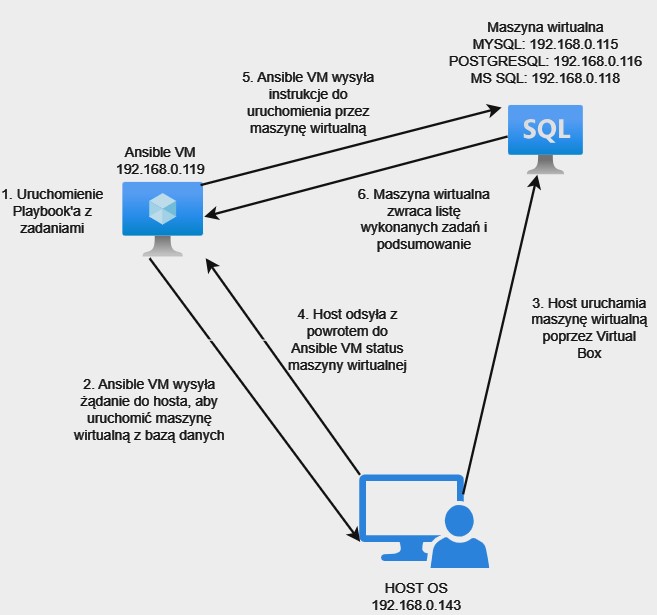 Maszyna wirtualna
MYSQL: 192.168.0.115
POSTGRESQL: 192.168.0.116
MS SQL: 192.168.0.118
SQL
5. Ansible VM wysyła
instrukcje do
uruchomienia przez
maszynę wirtualną
Ansible VM
192.168.0.119
1. Uruchomienie
Playbook'a z
zadaniami
6. Maszyna wirtualna
zwraca listę
wykonanych zadań i
podsumowanie
3. Host uruchamia
maszynę wirtualną
poprzez Virtual
Box
4. Host odsyła z
powrotem do
Ansible VM status
maszyny wirtualnej
2. Ansible VM wysyła
żądanie do hosta, aby
uruchomić maszynę
wirtualną z bazą danych
HOST OS
192.168.0.143